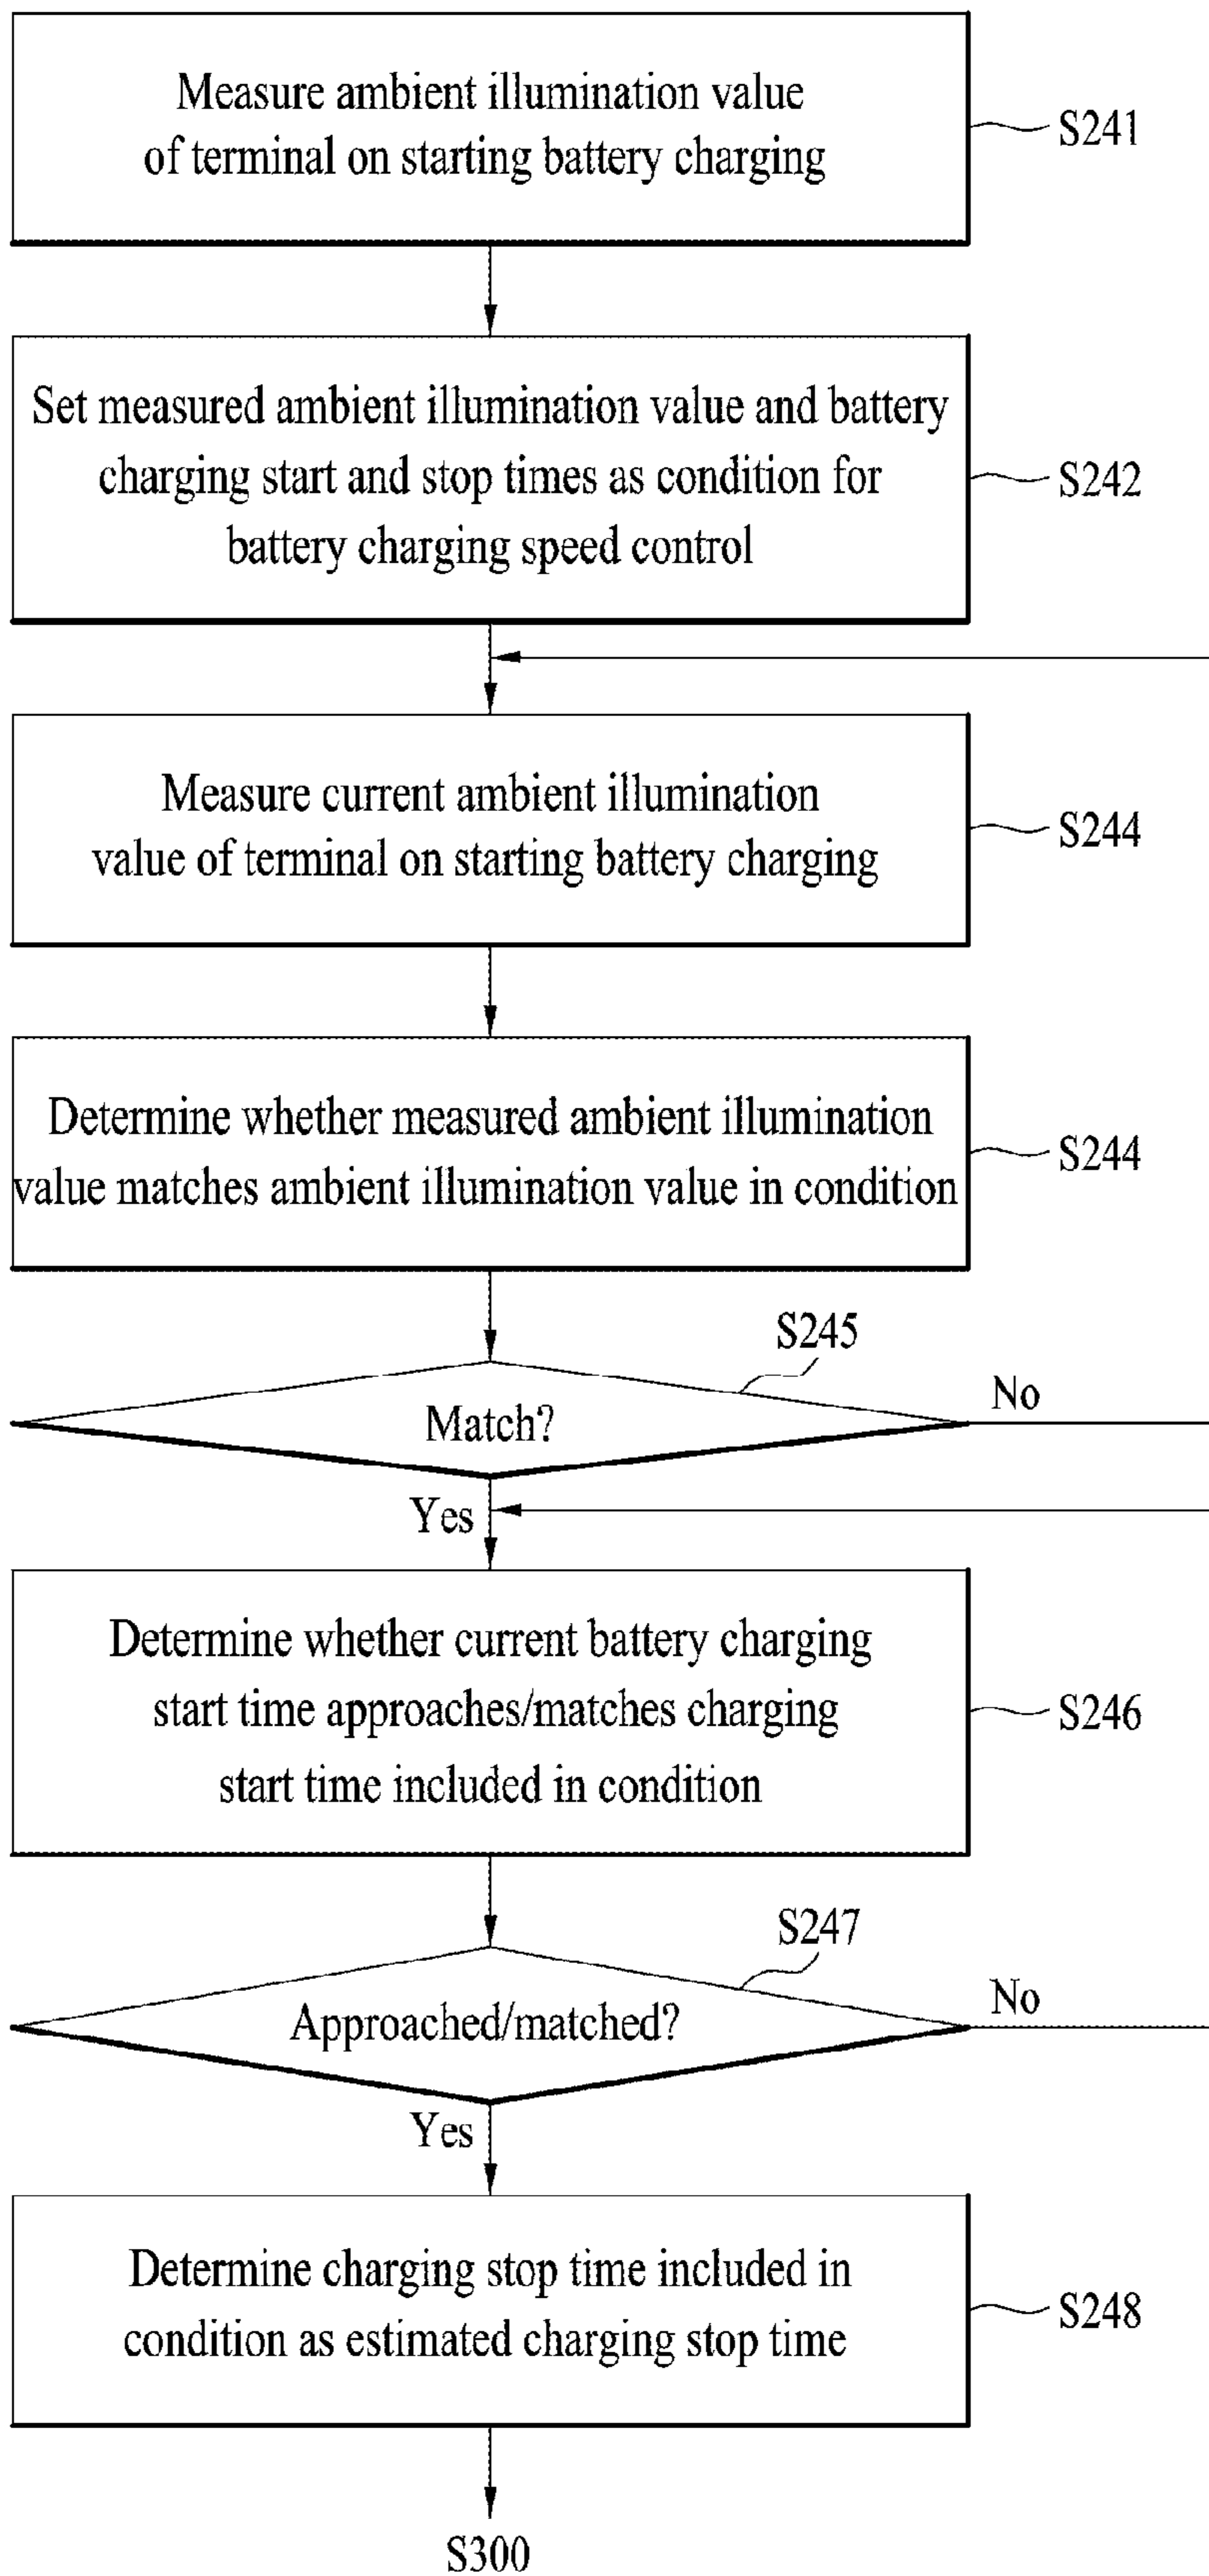 Measure ambient illumination value
of terminal on starting battery charging
S241
Set measured ambient illumination value and battery
charging start and stop times as condition for
battery charging speed control
S242
Measure current ambient illumination
value of terminal on starting battery charging
S244
Determine whether measured ambient illumination
value matches ambient illumination value in condition
S244
S245
Match?
No
Yes
Determine whether current battery charging
start time approaches/matches charging
start time included in condition
S246
S247
Approached/matched?
No
Yes
Determine charging stop time included in
condition as estimated charging stop time
S248
S300